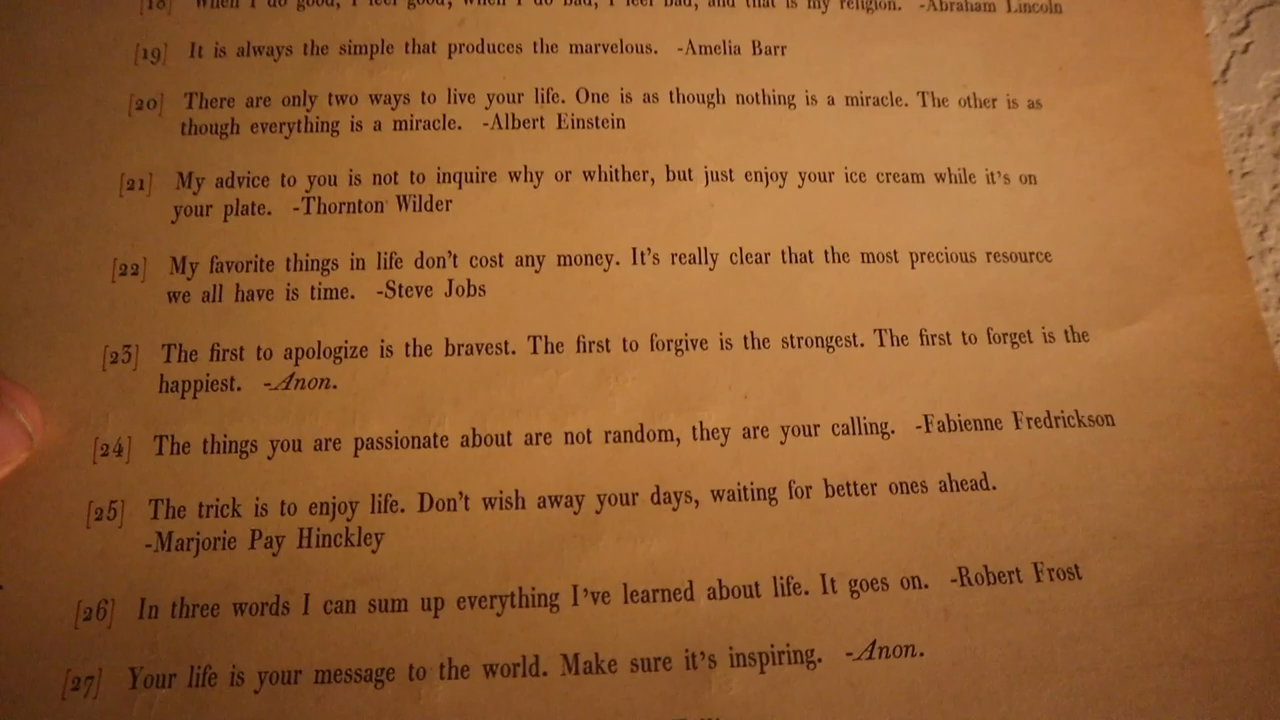 [18] When I do good, I feel good; when I do bad, I feel bad, and that is my religion. -Abraham Lincoln
[19] It is always the simple that produces the marvelous. -Amelia Barr
[20] There are only two ways to live your life. One is as though nothing is a miracle. The other is as
though everything is a miracle. -Albert Einstein
[21] My advice to you is not to inquire why or whither, but just enjoy your ice cream while it's on
your plate. -Thornton Wilder
[22] My favorite things in life don't cost any money. It's really clear that the most precious resource
we all have is time. -Steve Jobs
[23] The first to apologize is the bravest. The first to forgive is the strongest. The first to forget is the
happiest. -Anon.
[24] The things you are passionate about are not random, they are your calling. -Fabienne Fredrickson
[25] The trick is to enjoy life. Don't wish away your days, waiting for better ones ahead.
-Marjorie Pay Hinckley
[26] In three words I can sum up everything I've learned about life. It goes on. -Robert Frost
[27] Your life is your message to the world. Make sure it's inspiring. -Anon.